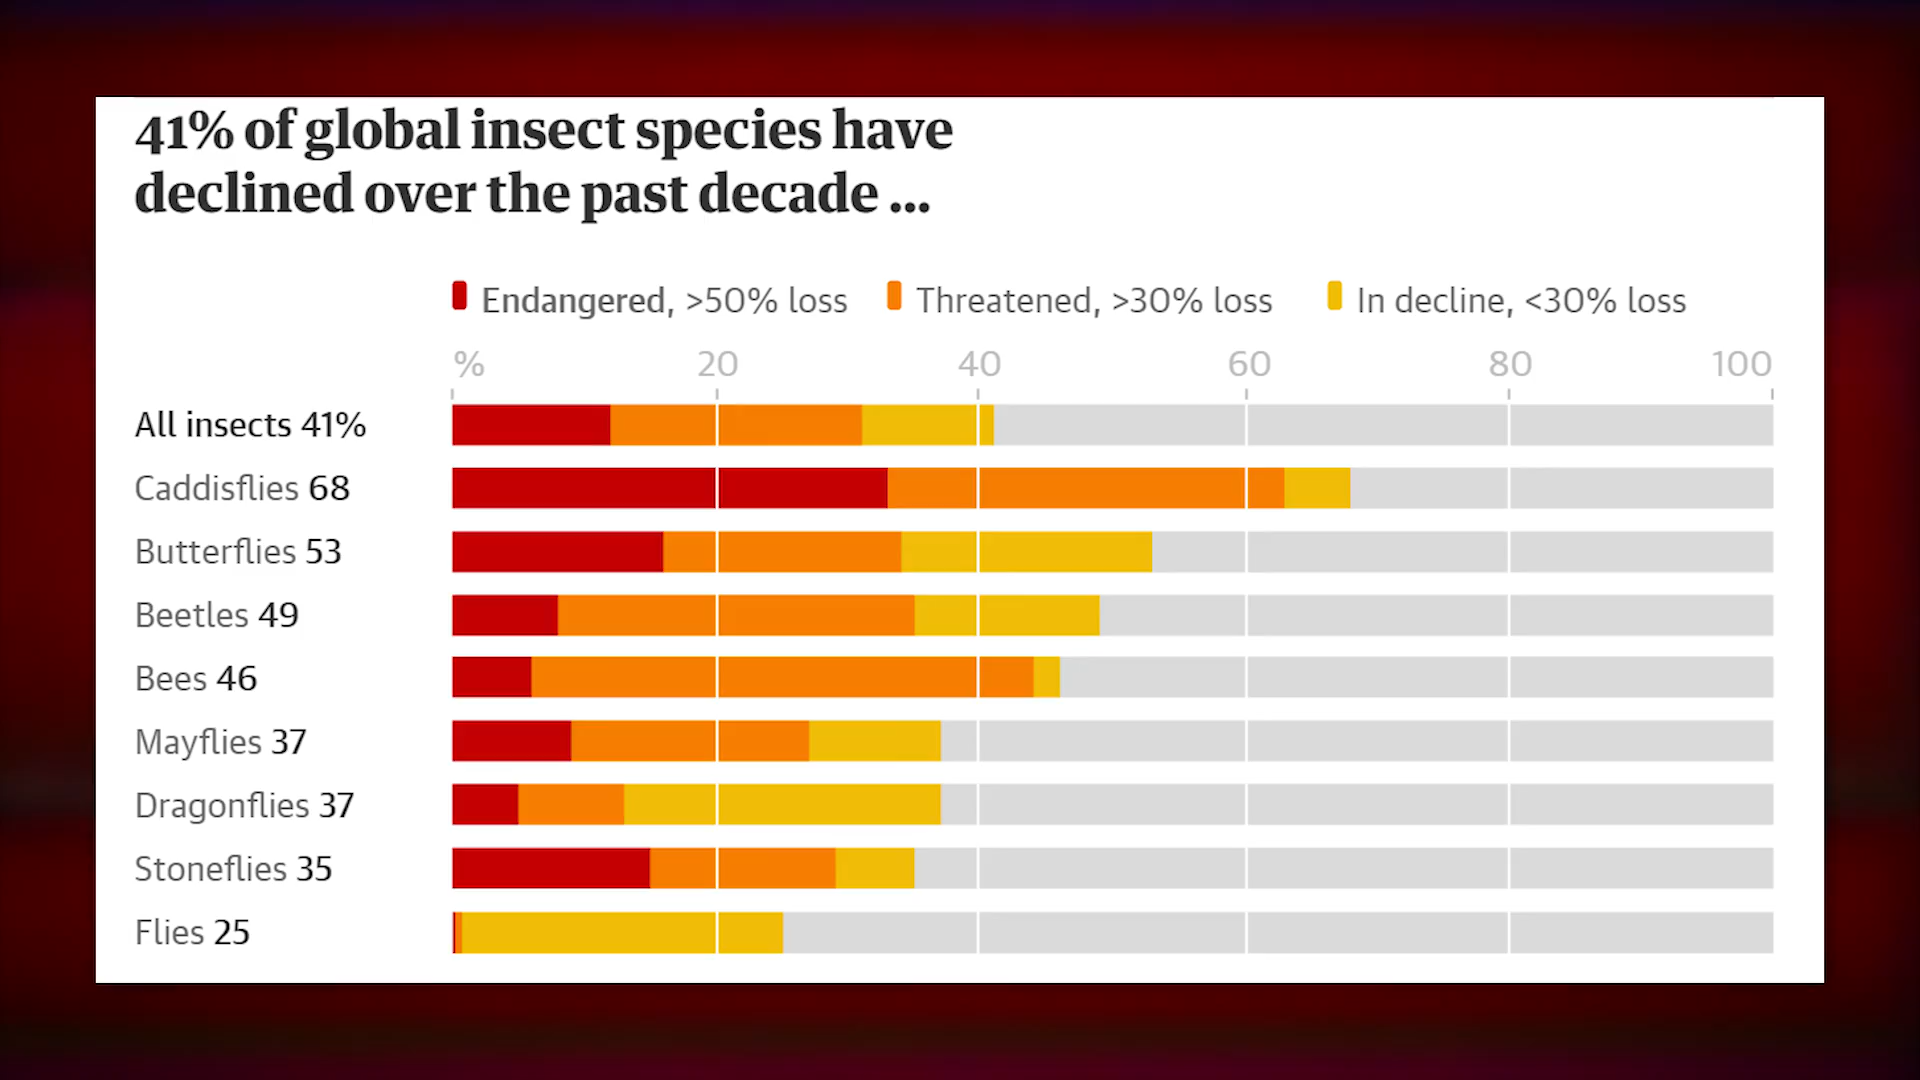 41% of global insect species have
declined over the past decade ...
Endangered, >50% loss
Threatened, >30% loss
In decline, <30% loss
% 20 40 60 80 100
All insects 41%
Caddisflies 68
Butterflies 53
Beetles 49
Bees 46
Mayflies 37
Dragonflies 37
Stoneflies 35
Flies 25